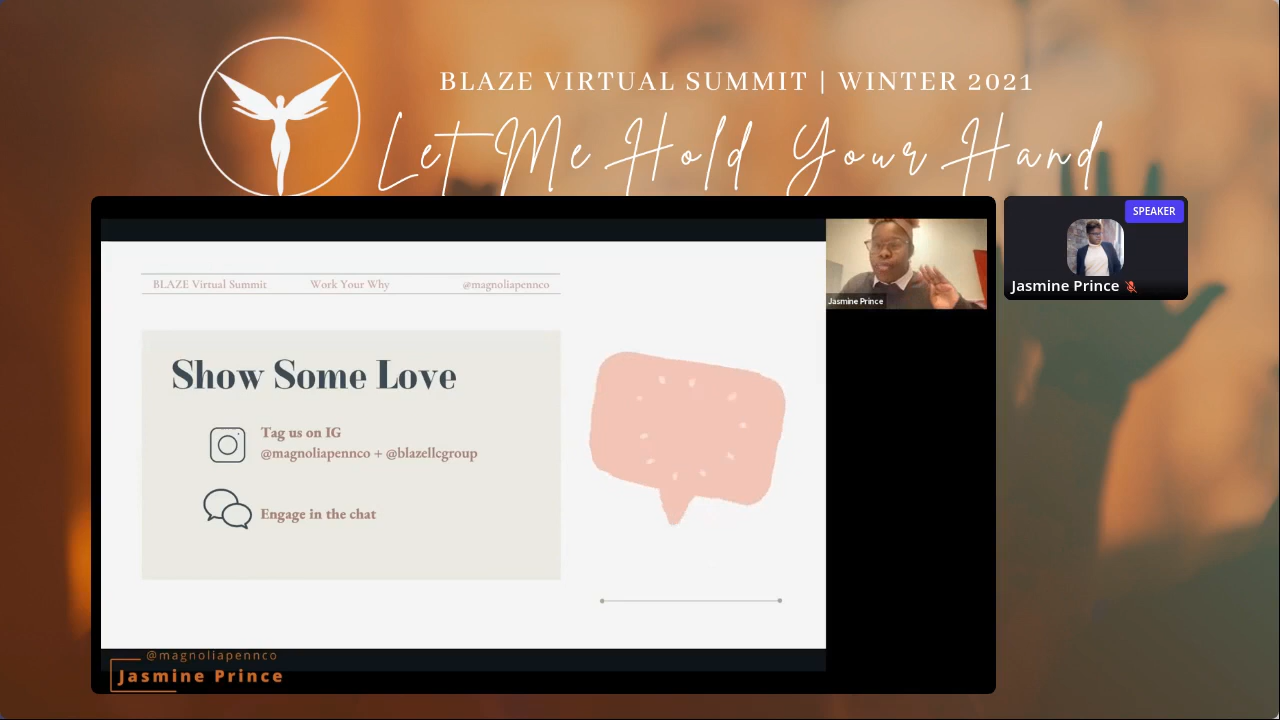 BLAZE VIRTUAL SUMMIT | WINTER 2021
Let Me Hold Your Hand
SPEAKER
Jasmine Prince
Jasmine Prince
BLAZE Virtual Summit Work Your Why @magnoliapennco
Show Some Love
Tag us on IG
@magnoliapennco + @blazellcgroup
Engage in the chat
@magnoliapennco
Jasmine Prince